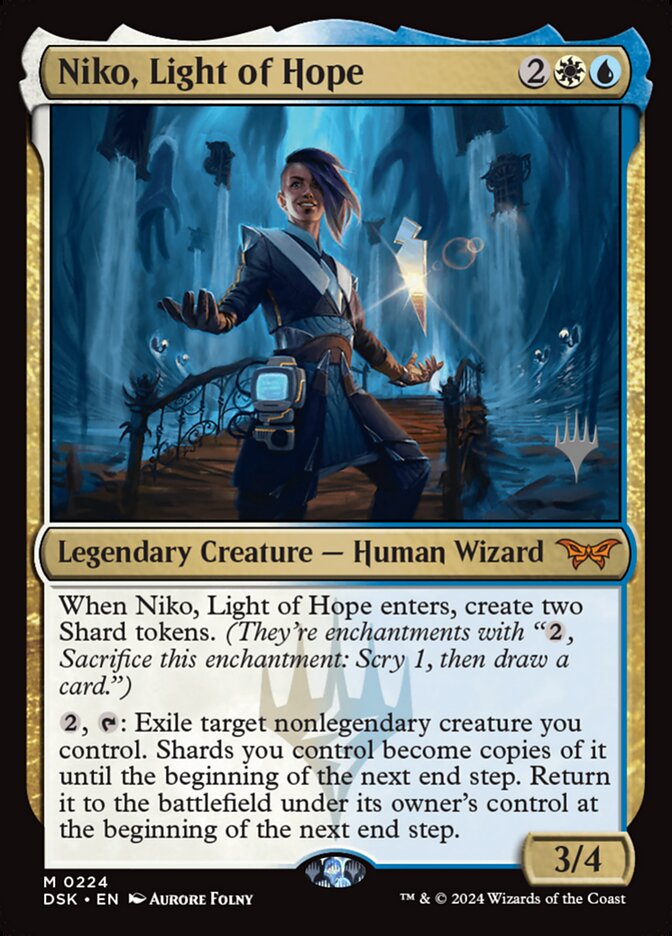 Niko, Light of Hope 2
Legendary Creature — Human Wizard
When Niko, Light of Hope enters, create two
Shard tokens. (They're enchantments with “2,
Sacrifice this enchantment: Scry 1, then draw a
card.”)
2, : Exile target nonlegendary creature you
control. Shards you control become copies of it
until the beginning of the next end step. Return
it to the battlefield under its owner's control at
the beginning of the next end step.
3/4
M 0224
DSK • EN Aurore Folny
™ & © 2024 Wizards of the Coast